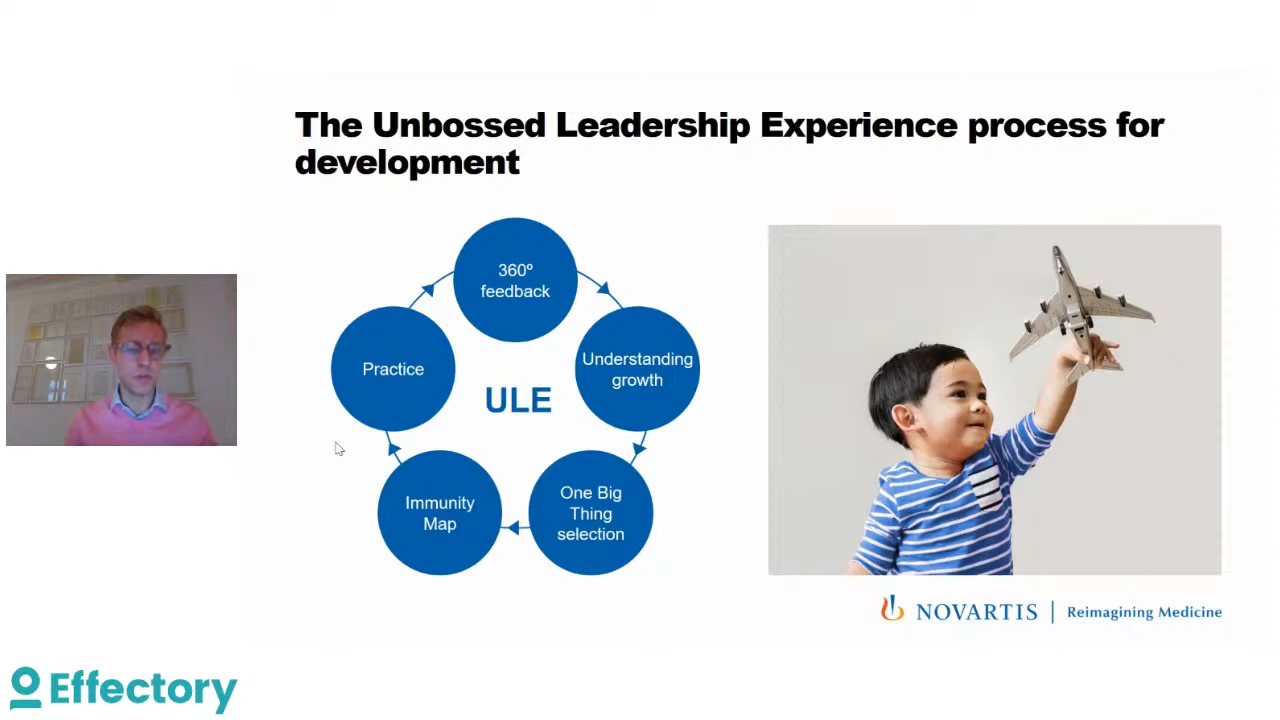 The Unbossed Leadership Experience process for
development
360º
feedback
Understanding
growth
One Big
Thing
selection
Immunity
Map
Practice
ULE
NOVARTIS | Reimagining Medicine
Effectory